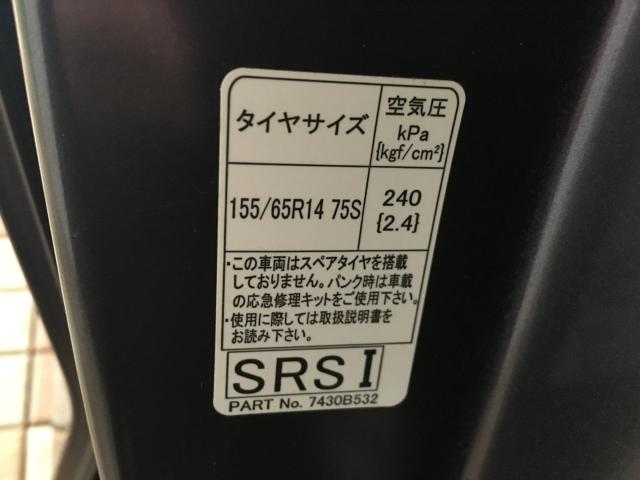 タイヤサイズ
空気圧
kPa
{kgf/cm²}
155/65R14 75S
240
{2.4}
・この車両はスペアタイヤを搭載
しておりません。パンク時は車載
の応急修理キットをご使用下さい。
・使用に際しては取扱説明書を
お読み下さい。
SRS I
PART No. 7430B532